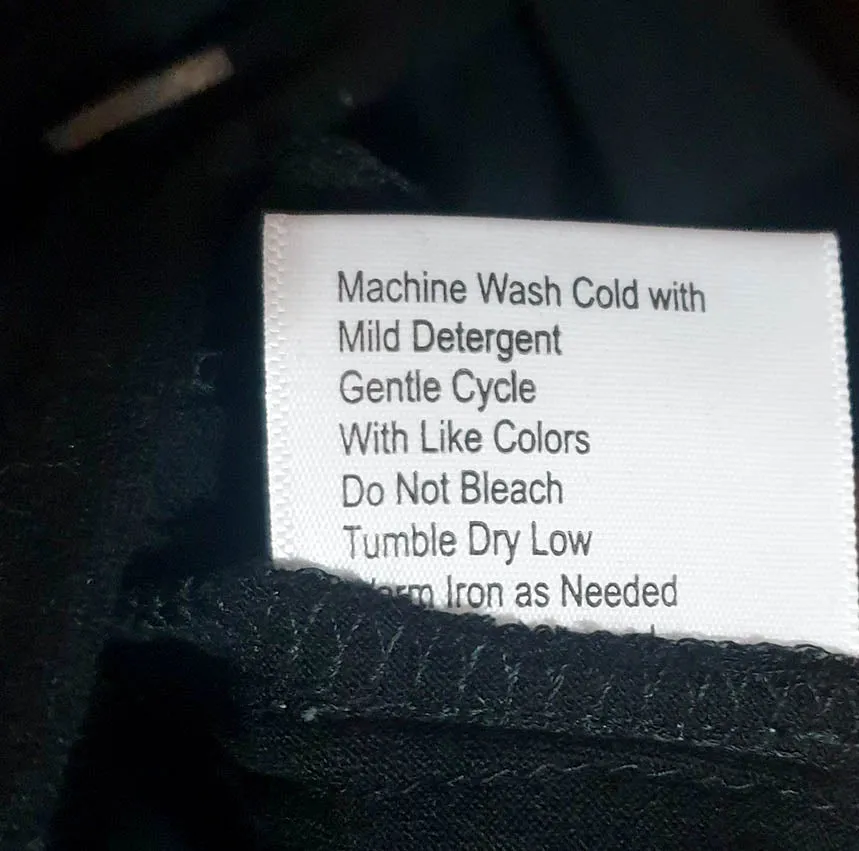 Machine Wash Cold with
Mild Detergent
Gentle Cycle
With Like Colors
Do Not Bleach
Tumble Dry Low
Iron as Needed